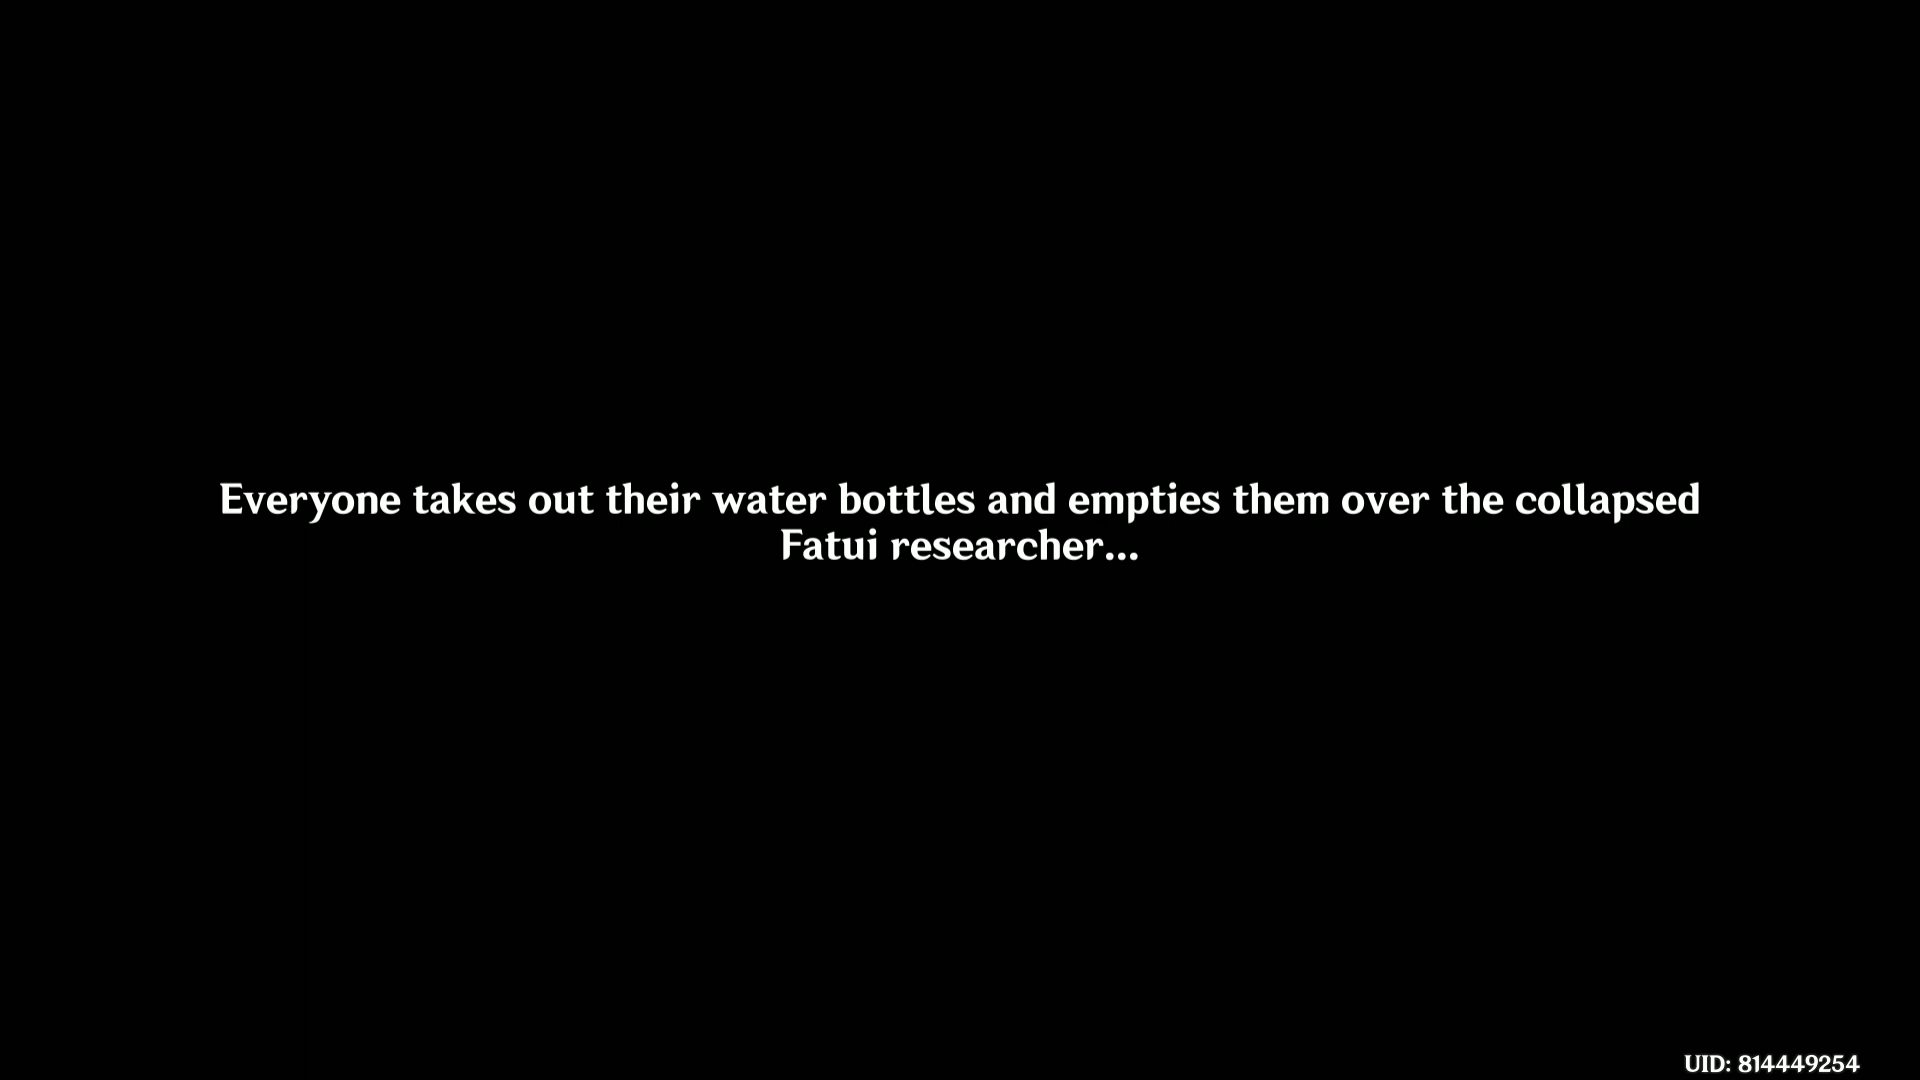 Everyone takes out their water bottles and empties them over the collapsed
Fatui researcher...
UID: 814449254